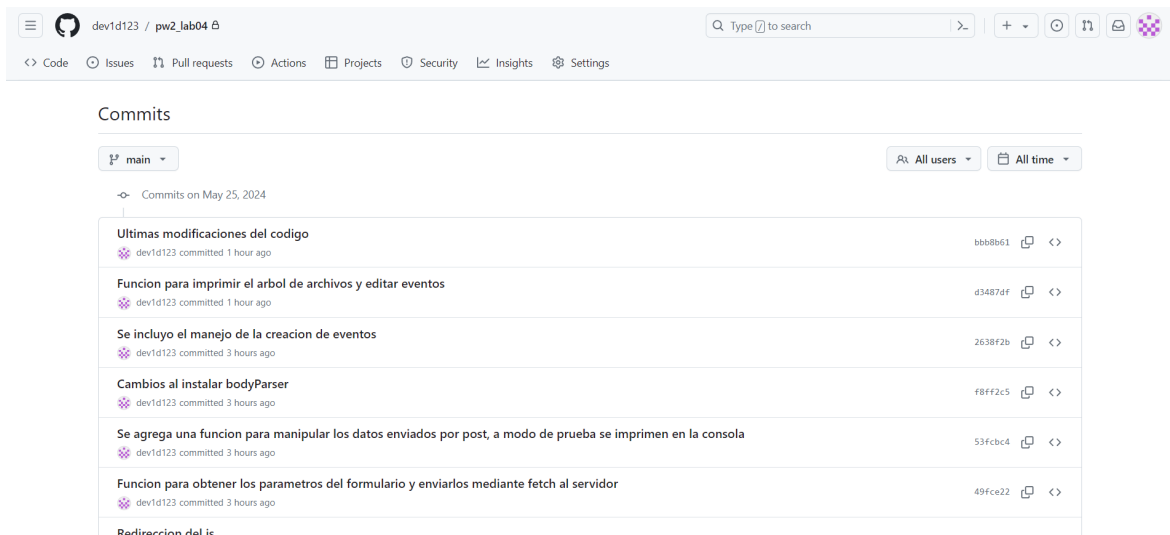 dev1d123 / pw2_lab04
Type / to search
Code Issues Pull requests Actions Projects Security Insights Settings
Commits
main All users All time
Commits on May 25, 2024
Ultimas modificaciones del codigo
dev1d123 committed 1 hour ago
bbb8b61
Funcion para imprimir el arbol de archivos y editar eventos
dev1d123 committed 1 hour ago
d3487df
Se incluyo el manejo de la creacion de eventos
dev1d123 committed 3 hours ago
2638f2b
Cambios al instalar bodyParser
dev1d123 committed 3 hours ago
f8ff2c5
Se agrega una funcion para manipular los datos enviados por post, a modo de prueba se imprimen en la consola
dev1d123 committed 3 hours ago
53fcbc4
Funcion para obtener los parametros del formulario y enviarlos mediante fetch al servidor
dev1d123 committed 3 hours ago
49fce22
Redireccion del js